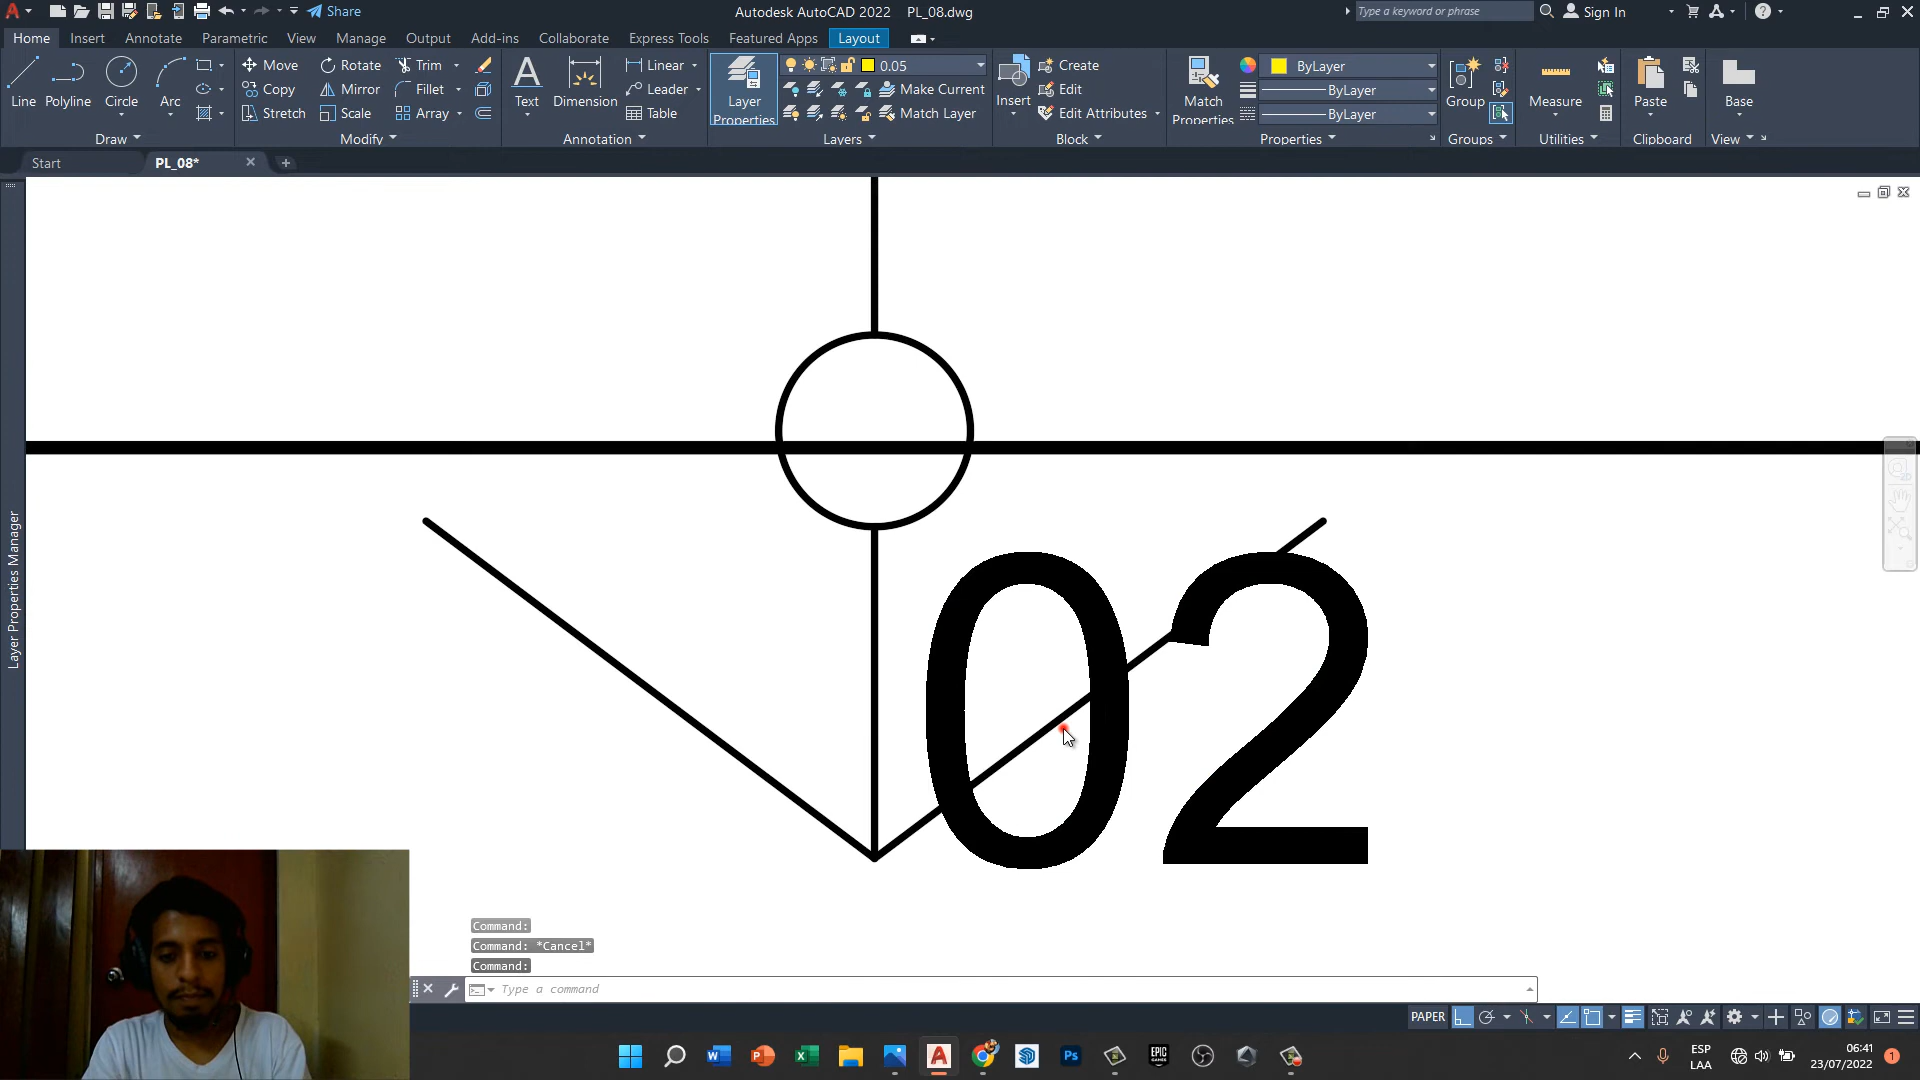 Share
Autodesk AutoCAD 2022 PL_08.dwg
Type a keyword or phrase
Sign In
Home Insert Annotate Parametric View Manage Output Add-ins Collaborate Express Tools Featured Apps Layout
Line Polyline Circle Arc
Move Rotate Trim
Copy Mirror Fillet
Stretch Scale Array
Text Dimension
Linear
Leader
Table
Layer Properties
0.05
Make Current
Match Layer
Insert
Create
Edit
Edit Attributes
Match Properties
ByLayer
ByLayer
ByLayer
Group
Measure
Paste
Base
Draw Modify Annotation Layers Block Properties Groups Utilities Clipboard View
Start PL_08*
Layer Properties Manager
02
Command:
Command: *Cancel*
Command:
Type a command
PAPER
ESP
LAA
06:41
23/07/2022
1